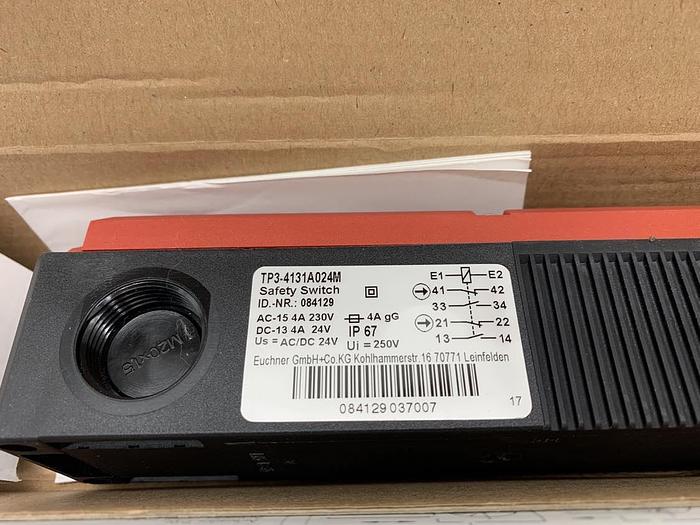 TP3-4131A024M
Safety Switch
ID.-NR.: 084129
AC-15 4A 230V 4A gG
DC-13 4A 24V IP 67
Us = AC/DC 24V Ui = 250V
E1 E2
41 42
33 34
21 22
13 14
Euchner GmbH+Co.KG Kohlhammerstr.16 70771 Leinfelden
084129 037007
17
M20x1,5